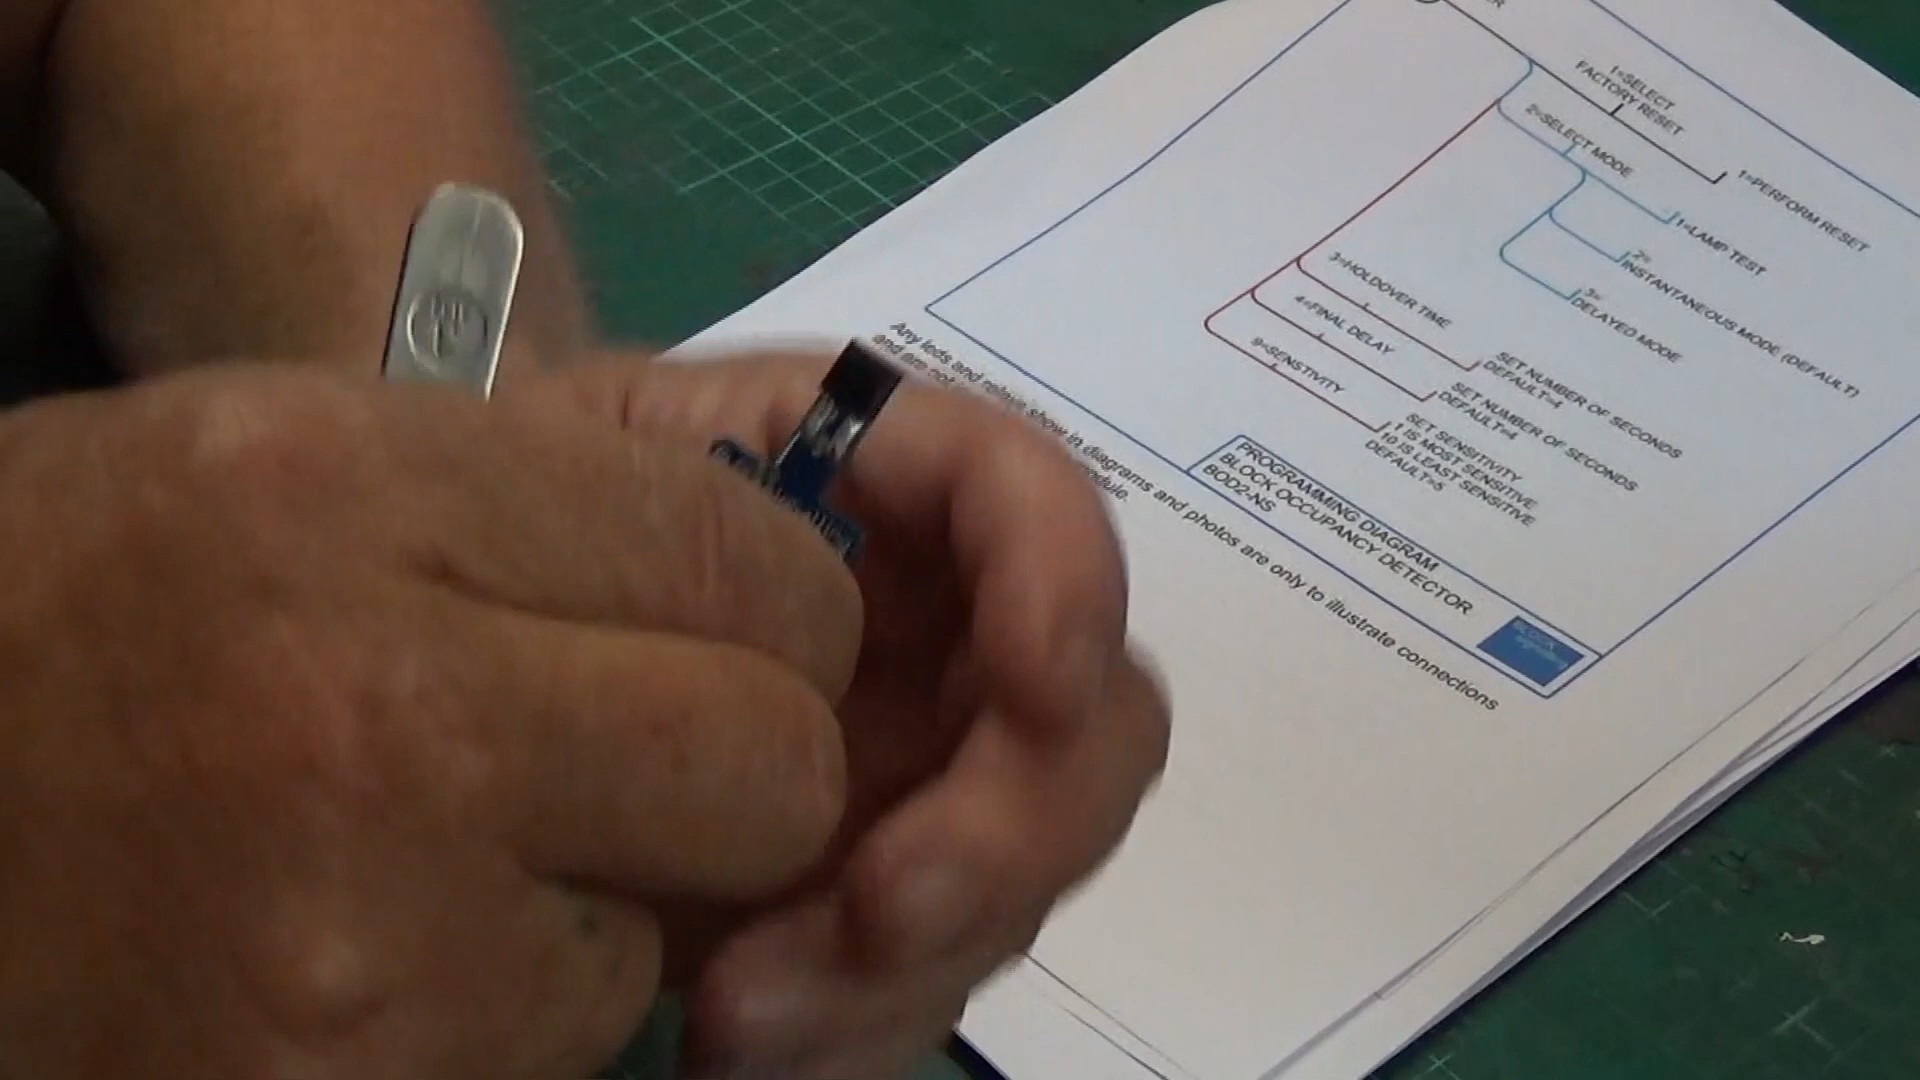 1=SELECT
FACTORY RESET
1=PERFORM RESET
2=SELECT MODE
1=LAMP TEST
2=
INSTANTANEOUS MODE (DEFAULT)
3=
DELAYED MODE
3=HOLDOVER TIME
SET NUMBER OF SECONDS
DEFAULT=4
4=FINAL DELAY
SET NUMBER OF SECONDS
DEFAULT=4
9=SENSTIVITY
SET SENSITIVITY
1 IS MOST SENSITIVE
10 IS LEAST SENSITIVE
DEFAULT=5
PROGRAMMING DIAGRAM
BLOCK OCCUPANCY DETECTOR
BOD2-NS
Any leds and relays show in diagrams and photos are only to illustrate connections
and are not